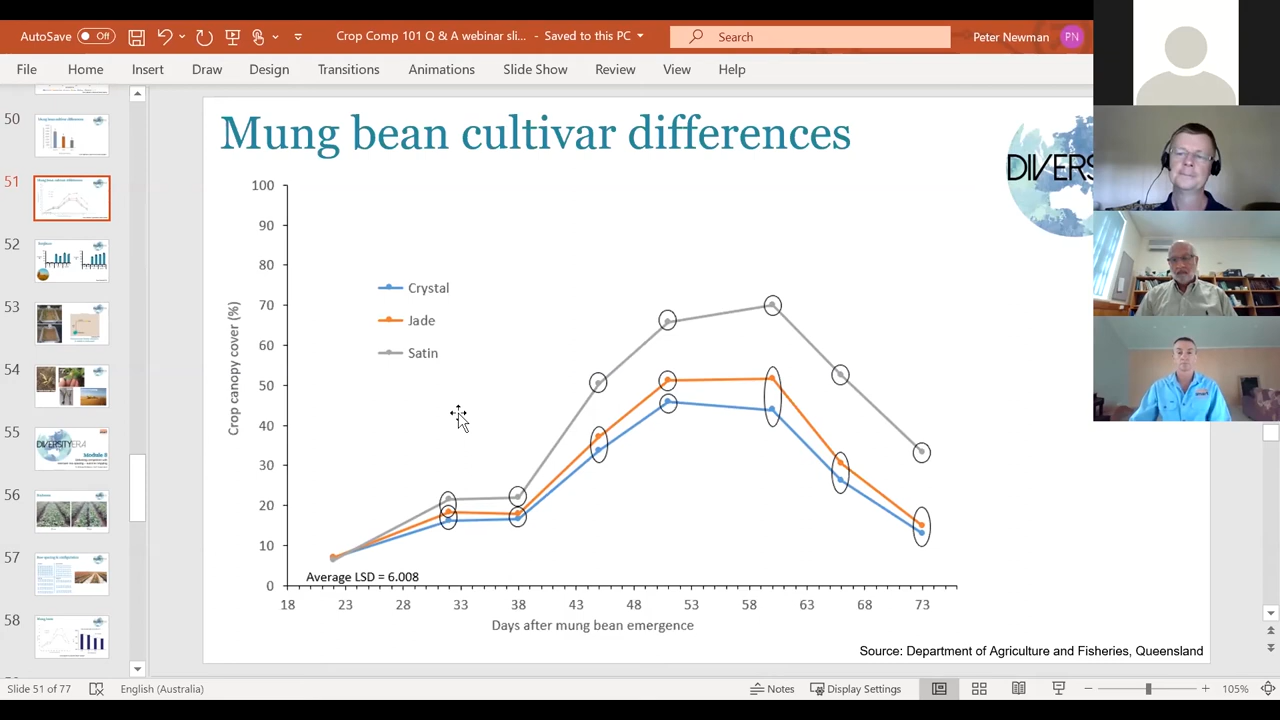 AutoSave Off
Crop Comp 101 Q & A webinar sli... - Saved to this PC
Search
Peter Newman PN
File Home Insert Draw Design Transitions Animations Slide Show Review View Help
50
51
52
53
54
55
56
57
58
Mung bean cultivar differences
DIVERS
100
90
80
70
60
50
40
30
20
10
0
Crop canopy cover (%)
Crystal
Jade
Satin
Average LSD = 6.008
18 23 28 33 38 43 48 53 58 63 68 73
Days after mung bean emergence
Source: Department of Agriculture and Fisheries, Queensland
Slide 51 of 77 English (Australia) Notes Display Settings 105%